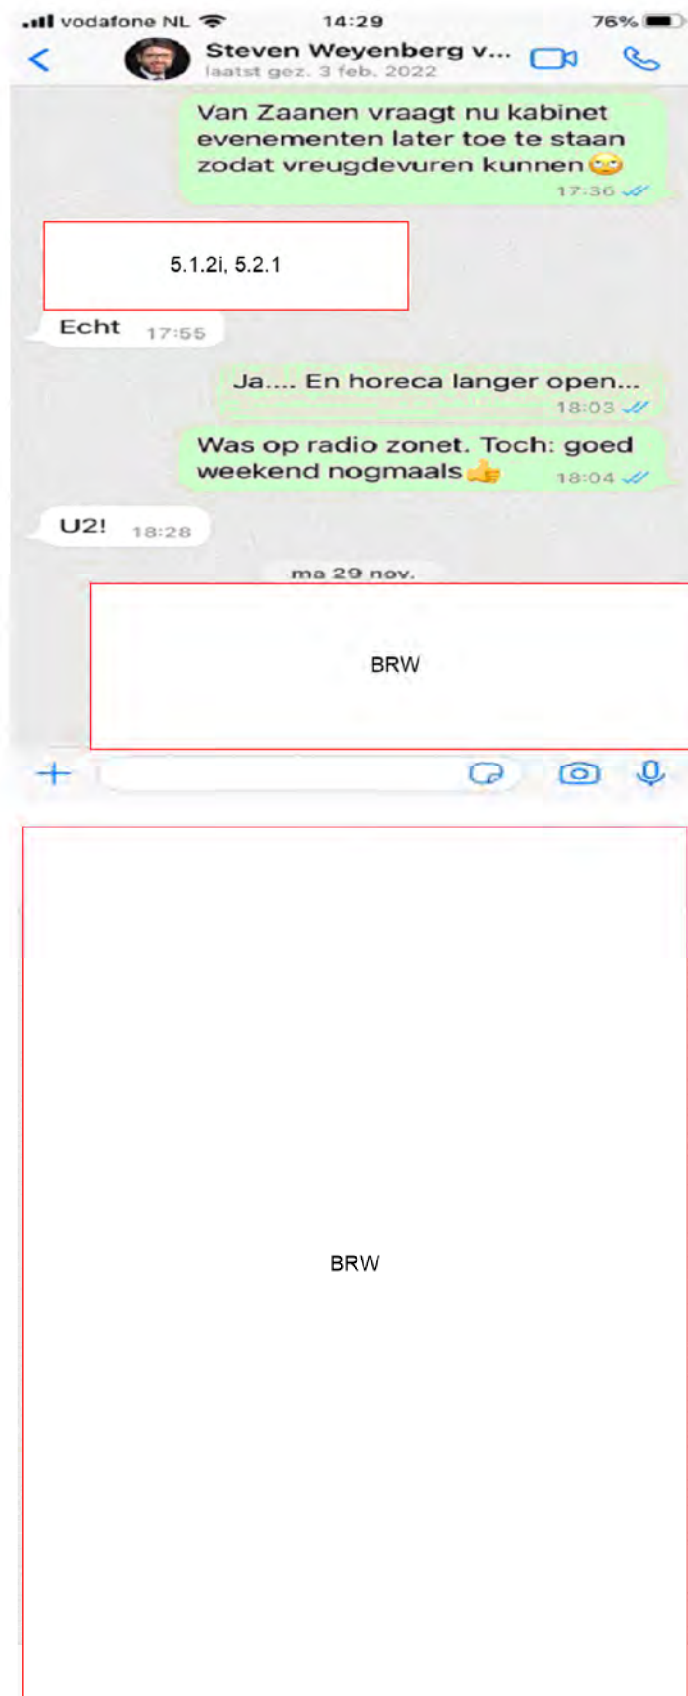 vodafone NL 14:29 76%
Steven Weyenberg v...
laatst gez. 3 feb. 2022
Van Zaanen vraagt nu kabinet
evenementen later toe te staan
zodat vreugdevuren kunnen🙄
17:36
5.1.2i, 5.2.1
Echt 17:55
Ja.... En horeca langer open...
18:03
Was op radio zonet. Toch: goed
weekend nogmaals👍 18:04
U2! 18:28
ma 29 nov.
BRW
BRW